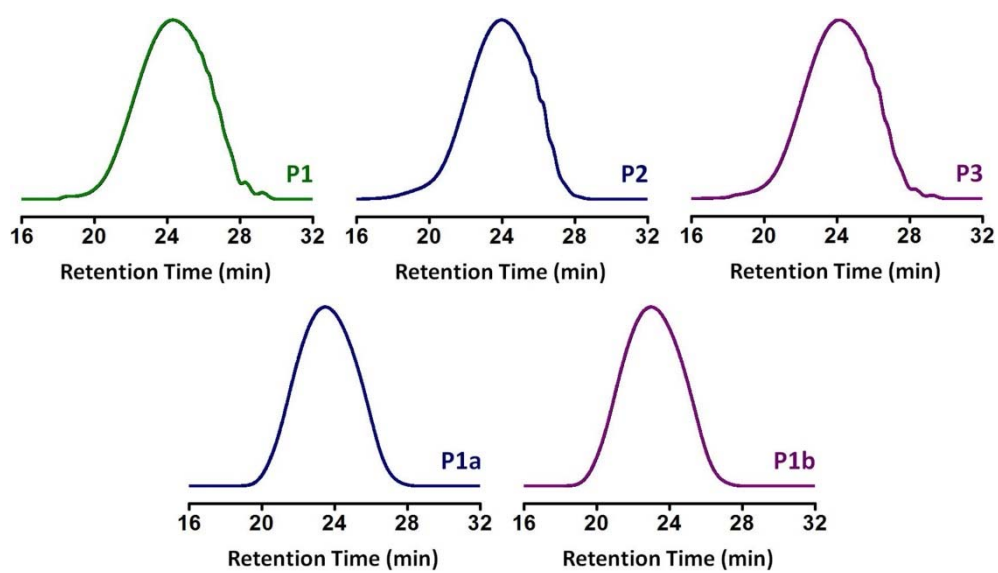 P1
P2
P3
16 20 24 28 32
16 20 24 28 32
16 20 24 28 32
Retention Time (min)
Retention Time (min)
Retention Time (min)
P1a
P1b
16 20 24 28 32
16 20 24 28 32
Retention Time (min)
Retention Time (min)